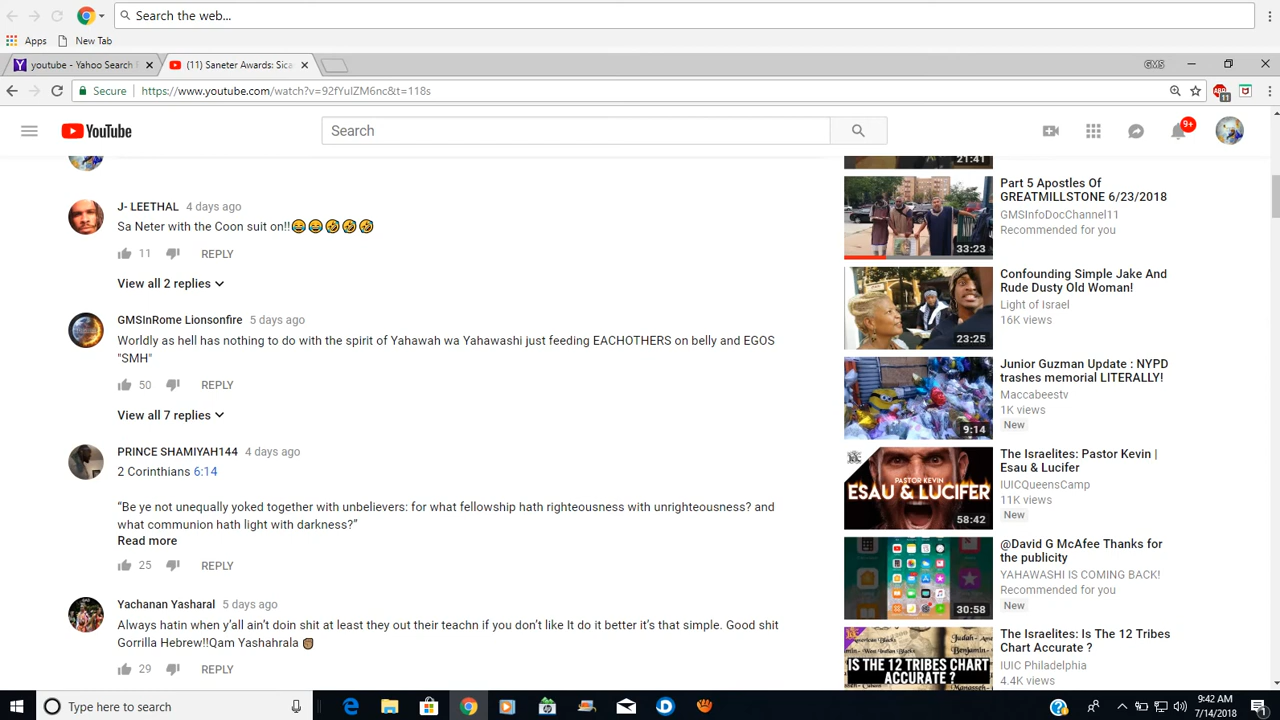 Search the web...
Apps New Tab
youtube - Yahoo Search
(11) Saneter Awards: Sica
GMS
Secure https://www.youtube.com/watch?v=92fYuIZM6nc&t=118s
ABP
11
YouTube
Search
9+
J- LEETHAL 4 days ago
Sa Neter with the Coon suit on!!😂😂🤣🤣🤣
11 REPLY
View all 2 replies
GMSInRome Lionsonfire 5 days ago
Worldly as hell has nothing to do with the spirit of Yahawah wa Yahawashi just feeding EACHOTHERS on belly and EGOS
"SMH"
50 REPLY
View all 7 replies
PRINCE SHAMIYAH144 4 days ago
2 Corinthians 6:14
“Be ye not unequally yoked together with unbelievers: for what fellowship hath righteousness with unrighteousness? and
what communion hath light with darkness?”
Read more
25 REPLY
Yachanan Yasharal 5 days ago
Always hatin when y'all ain't doin shit at least they out their teachn if you don't like It do it better it's that simple. Good shit
Gorrilla Hebrew!!Qam Yashahrala ✊🏾
29 REPLY
21:41
Part 5 Apostles Of
GREATMILLSTONE 6/23/2018
GMSInfoDocChannel11
Recommended for you
33:23
Confounding Simple Jake And
Rude Dusty Old Woman!
Light of Israel
16K views
23:25
Junior Guzman Update : NYPD
trashes memorial LITERALLY!
Maccabeestv
1K views
New
9:14
The Israelites: Pastor Kevin |
Esau & Lucifer
IUICQueensCamp
11K views
New
PASTOR KEVIN
ESAU & LUCIFER
58:42
@David G McAfee Thanks for
the publicity
YAHAWASHI IS COMING BACK!
Recommended for you
New
30:58
The Israelites: Is The 12 Tribes
Chart Accurate ?
IUIC Philadelphia
4.4K views
IS THE 12 TRIBES
CHART ACCURATE ?
Type here to search
9:42 AM
7/14/2018
1